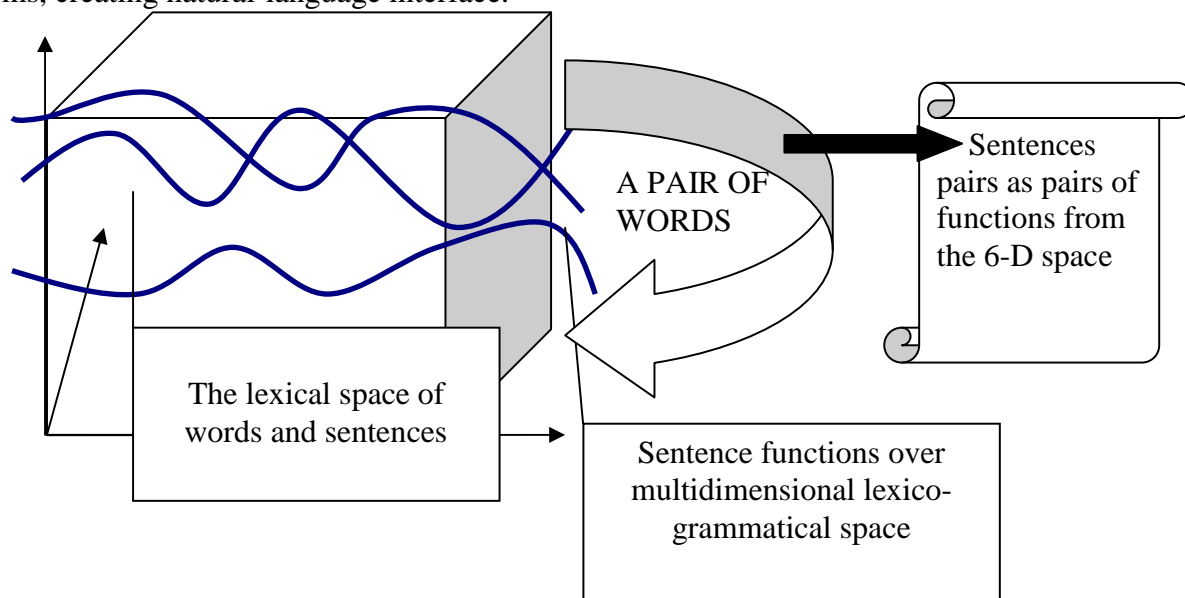 creating natural-language interface.
A PAIR OF
WORDS
Sentences
pairs as pairs of
functions from
the 6-D space
The lexical space of
words and sentences
Sentence functions over
multidimensional lexico-
grammatical space